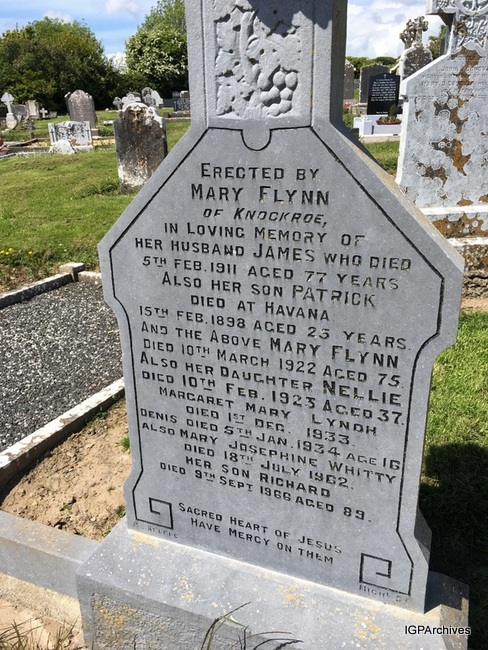 ERECTED BY
MARY FLYNN
OF KNOCKROE,
IN LOVING MEMORY OF
HER HUSBAND JAMES WHO DIED
5TH FEB. 1911 AGED 77 YEARS
ALSO HER SON PATRICK
DIED AT HAVANA
15TH FEB. 1898 AGED 23 YEARS
AND THE ABOVE MARY FLYNN
DIED 10TH MARCH 1922 AGED 75.
ALSO HER DAUGHTER NELLIE
DIED 10TH FEB. 1923 AGED 37.
MARGARET MARY LYNCH
DIED 1ST DEC. 1933.
DENIS DIED 5TH JAN. 1934 AGE 16
ALSO MARY JOSEPHINE WHITTY
DIED 18TH JULY 1962.
HER SON RICHARD
DIED 9TH SEPT 1966 AGED 89.
SACRED HEART OF JESUS
HAVE MERCY ON THEM
IGPArchives